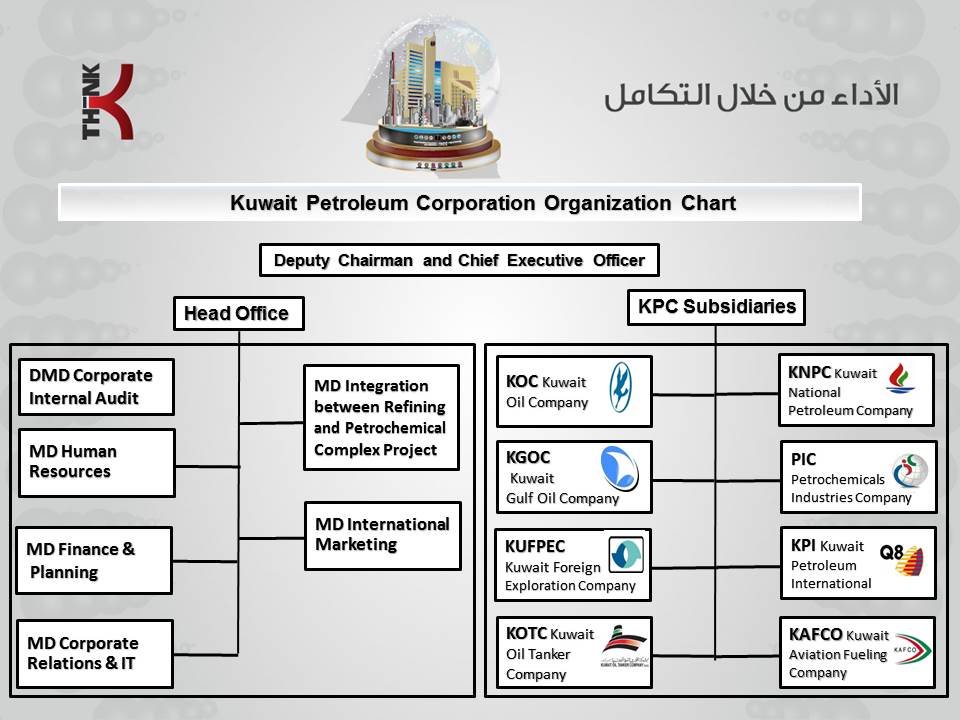 THINK
الأداء من خلال التكامل
Kuwait Petroleum Corporation Organization Chart
Deputy Chairman and Chief Executive Officer
Head Office
DMD Corporate
Internal Audit
MD Human
Resources
MD Finance &
Planning
MD Corporate
Relations & IT
MD Integration
between Refining
and Petrochemical
Complex Project
MD International
Marketing
KPC Subsidiaries
KOC Kuwait
Oil Company
KGOC
Kuwait
Gulf Oil Company
KUFPEC
Kuwait Foreign
Exploration Company
KOTC Kuwait
Oil Tanker
Company
KUWAIT OIL TANKER COMPANY
KNPC Kuwait
National
Petroleum Company
PIC
Petrochemicals
Industries Company
KPI Kuwait
Petroleum
International
Q8
KAFCO Kuwait
Aviation Fueling
Company
KAFCO